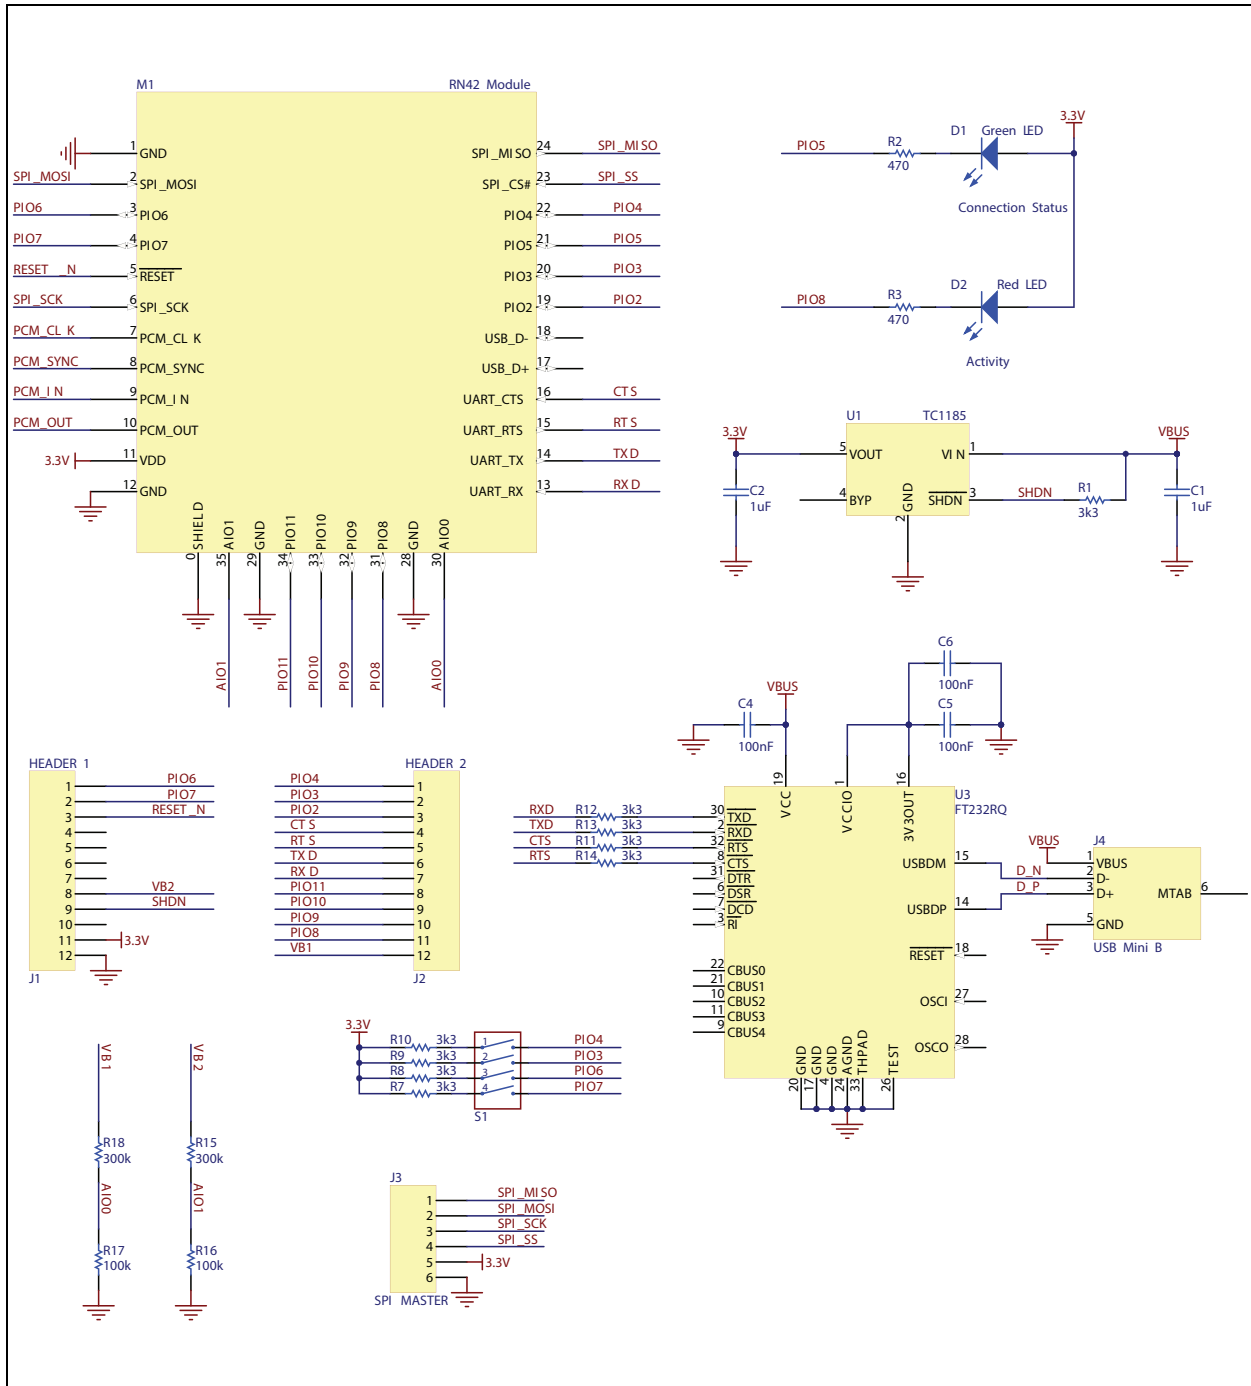 M1 RN42 Module
1 GND
SPI_MOSI 2 SPI_MOSI
PIO6 3 PIO6
PIO7 4 PIO7
RESET _N 5 RESET
SPI_SCK 6 SPI_SCK
PCM_CL K 7 PCM_CL K
PCM_SYNC 8 PCM_SYNC
PCM_I N 9 PCM_I N
PCM_OUT 10 PCM_OUT
3.3V 11 VDD
12 GND
SPI_MISO 24 SPI_MISO
SPI_CS# 23 SPI_SS
PIO4 22 PIO4
PIO5 21 PIO5
PIO3 20 PIO3
PIO2 19 PIO2
USB_D- 18
USB_D+ 17
UART_CTS 16 CTS
UART_RTS 15 RTS
UART_TX 14 TXD
UART_RX 13 RXD
0 SHIELD
35 AIO1 AIO1
29 GND
34 PIO11 PIO11
33 PIO10 PIO10
32 PIO9 PIO9
31 PIO8 PIO8
28 GND
30 AIO0 AIO0
3.3V
PIO5 R2 470 D1 Green LED
Connection Status
PIO8 R3 470 D2 Red LED
Activity
U1 TC1185
3.3V 5 VOUT VIN 1 VBUS
C2 1uF 4 BYP GND 2 SHDN 3 SHDN R1 3k3 C1 1uF
C6 100nF
C5 100nF
VBUS
C4 100nF
19 VCC
1 VCCIO
16 3V3OUT
U3
FT232RQ
RXD R12 3k3 30 TXD
TXD R13 3k3 2 RXD
CTS R11 3k3 32 RTS
RTS R14 3k3 8 CTS
31 DTR
6 DSR
7 DCD
3 RI
22 CBUS0
21 CBUS1
10 CBUS2
11 CBUS3
9 CBUS4
USBDM 15 D_N
USBDP 14 D_P
RESET 18
OSCI 27
OSCO 28
20 GND
17 GND
4 GND
24 AGND
33 THPAD
26 TEST
VBUS J4
1 VBUS
2 D-
3 D+ MTAB 6
5 GND
USB Mini B
HEADER 1
1 PIO6
2 PIO7
3 RESET_N
4
5
6
7
8 VB2
9 SHDN
10
11 3.3V
12
J1
HEADER 2
PIO4 1
PIO3 2
PIO2 3
CTS 4
RTS 5
TXD 6
RXD 7
PIO11 8
PIO10 9
PIO9 10
PIO8 11
VB1 12
J2
3.3V
R10 3k3 1 PIO4
R9 3k3 2 PIO3
R8 3k3 3 PIO6
R7 3k3 4 PIO7
S1
VB1
R18
300k
AIO0
R17
100k
VB2
R15
300k
AIO1
R16
100k
J3
1 SPI_MISO
2 SPI_MOSI
3 SPI_SCK
4 SPI_SS
5 3.3V
6
SPI MASTER